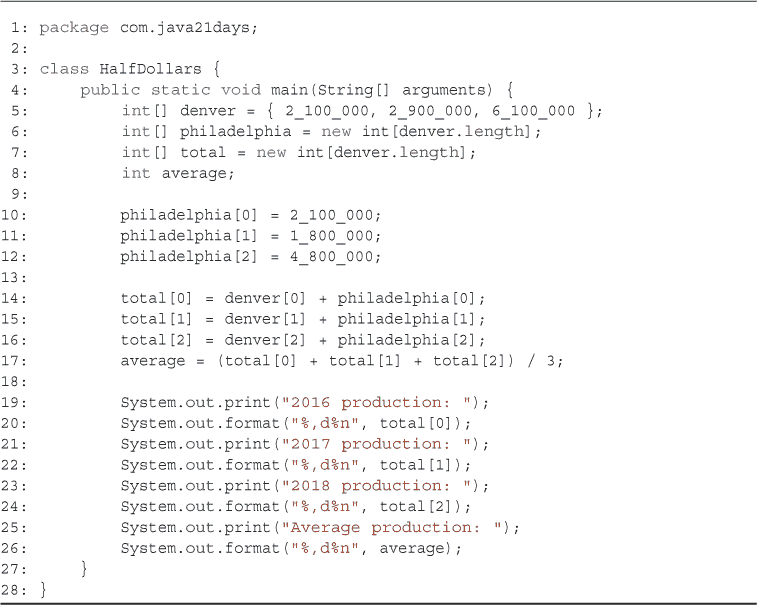 1: package com.java21days;
2:
3: class HalfDollars {
4:     public static void main(String[] arguments) {
5:         int[] denver = { 2_100_000, 2_900_000, 6_100_000 };
6:         int[] philadelphia = new int[denver.length];
7:         int[] total = new int[denver.length];
8:         int average;
9:
10:         philadelphia[0] = 2_100_000;
11:         philadelphia[1] = 1_800_000;
12:         philadelphia[2] = 4_800_000;
13:
14:         total[0] = denver[0] + philadelphia[0];
15:         total[1] = denver[1] + philadelphia[1];
16:         total[2] = denver[2] + philadelphia[2];
17:         average = (total[0] + total[1] + total[2]) / 3;
18:
19:         System.out.print("2016 production: ");
20:         System.out.format("%,d%n", total[0]);
21:         System.out.print("2017 production: ");
22:         System.out.format("%,d%n", total[1]);
23:         System.out.print("2018 production: ");
24:         System.out.format("%,d%n", total[2]);
25:         System.out.print("Average production: ");
26:         System.out.format("%,d%n", average);
27:     }
28: }